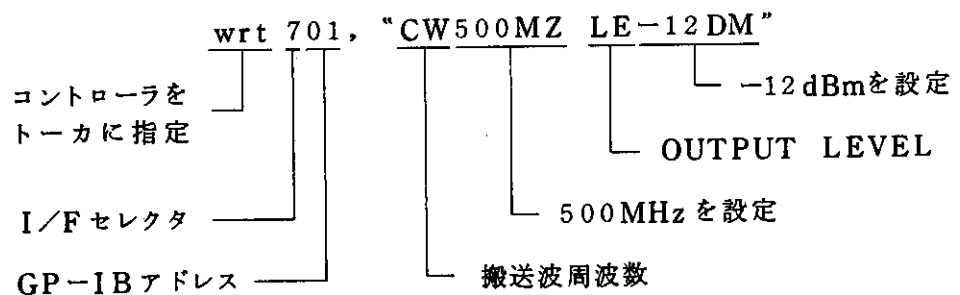 wrt 701, “CW500MZ LE-12DM”
コントローラを
トーカに指定
-12dBmを設定
OUTPUT LEVEL
I/Fセレクタ
500MHzを設定
GP-IBアドレス
搬送波周波数